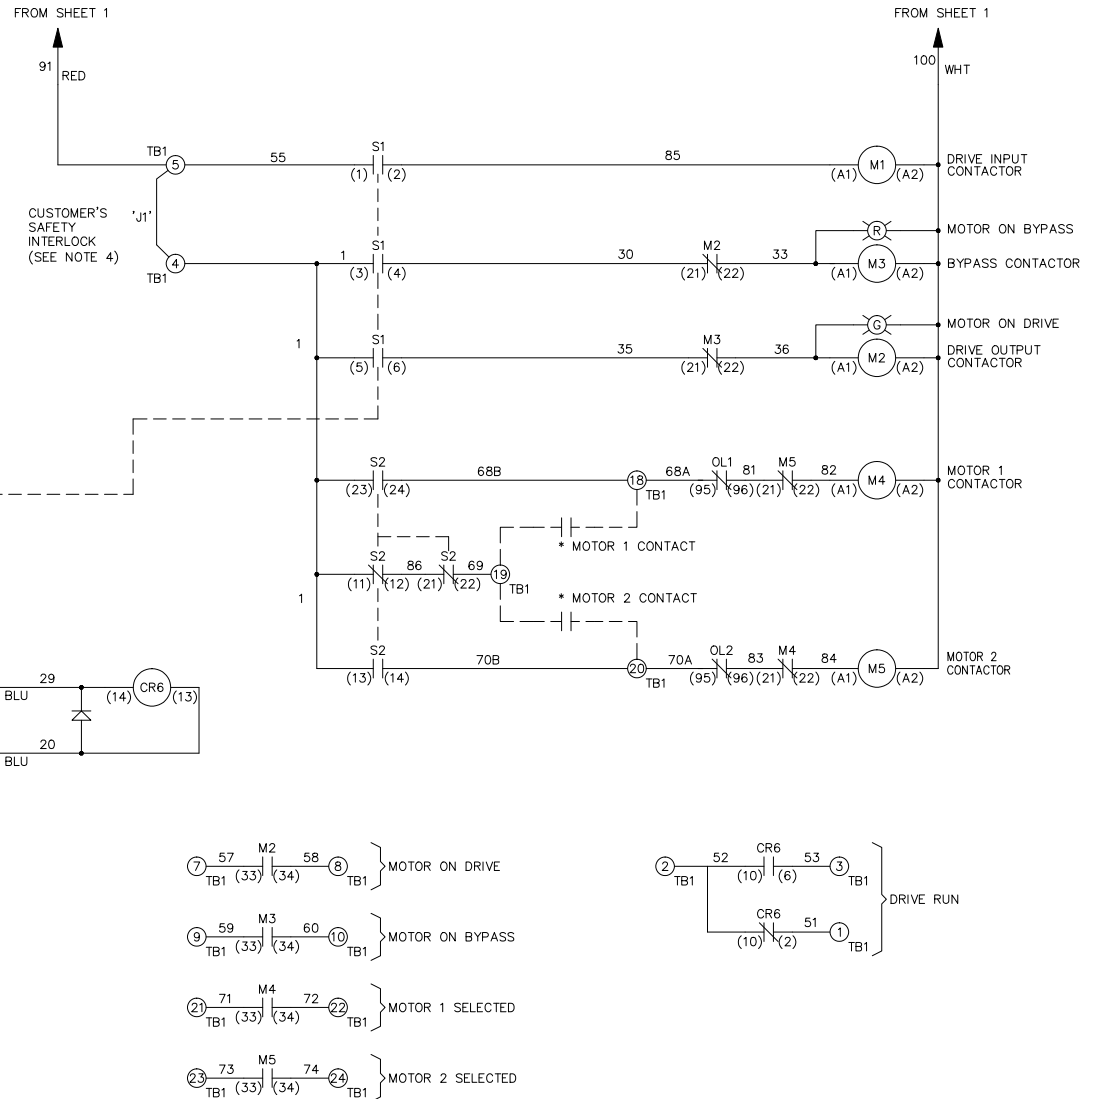 FROM SHEET 1 FROM SHEET 1
91 RED 100 WHT
TB1 5 55 S1 (1) (2) 85 (A1) M1 (A2) DRIVE INPUT
CONTACTOR
CUSTOMER'S
SAFETY
INTERLOCK
(SEE NOTE 4)
'J1'
R MOTOR ON BYPASS
4 TB1 1 S1 (3) (4) 30 M2 (21) (22) 33 (A1) M3 (A2) BYPASS CONTACTOR
G MOTOR ON DRIVE
1 S1 (5) (6) 35 M3 (21) (22) 36 (A1) M2 (A2) DRIVE OUTPUT
CONTACTOR
S2 (23) (24) 68B 18 TB1 68A OL1 (95) (96) 81 M5 (21) (22) 82 (A1) M4 (A2) MOTOR 1
CONTACTOR
* MOTOR 1 CONTACT
S2 (11) (12) 86 S2 (21) (22) 69 19 TB1
* MOTOR 2 CONTACT
1
S2 (13) (14) 70B 20 TB1 70A OL2 (95) (96) 83 M4 (21) (22) 84 (A1) M5 (A2) MOTOR 2
CONTACTOR
29
BLU (14) CR6 (13)
20
BLU
7 TB1 57 M2 (33) (34) 58 8 TB1 MOTOR ON DRIVE
9 TB1 59 M3 (33) (34) 60 10 TB1 MOTOR ON BYPASS
21 TB1 71 M4 (33) (34) 72 22 TB1 MOTOR 1 SELECTED
23 TB1 73 M5 (33) (34) 74 24 TB1 MOTOR 2 SELECTED
2 TB1 52 CR6 (10) (6) 53 3 TB1
DRIVE RUN
CR6 (10) (2) 51 1 TB1